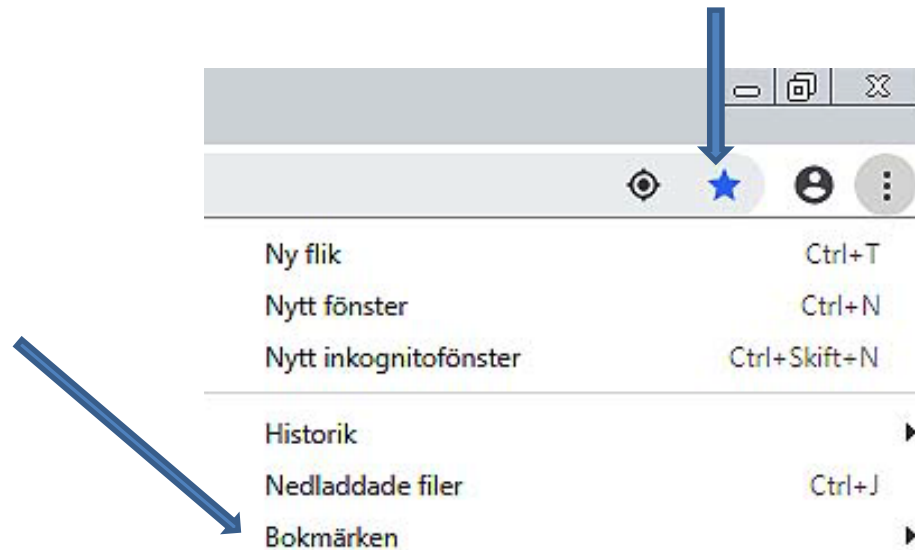 Ny flik Ctrl+T
Nytt fönster Ctrl+N
Nytt inkognitofönster Ctrl+Skift+N
Historik
Nedladdade filer Ctrl+J
Bokmärken